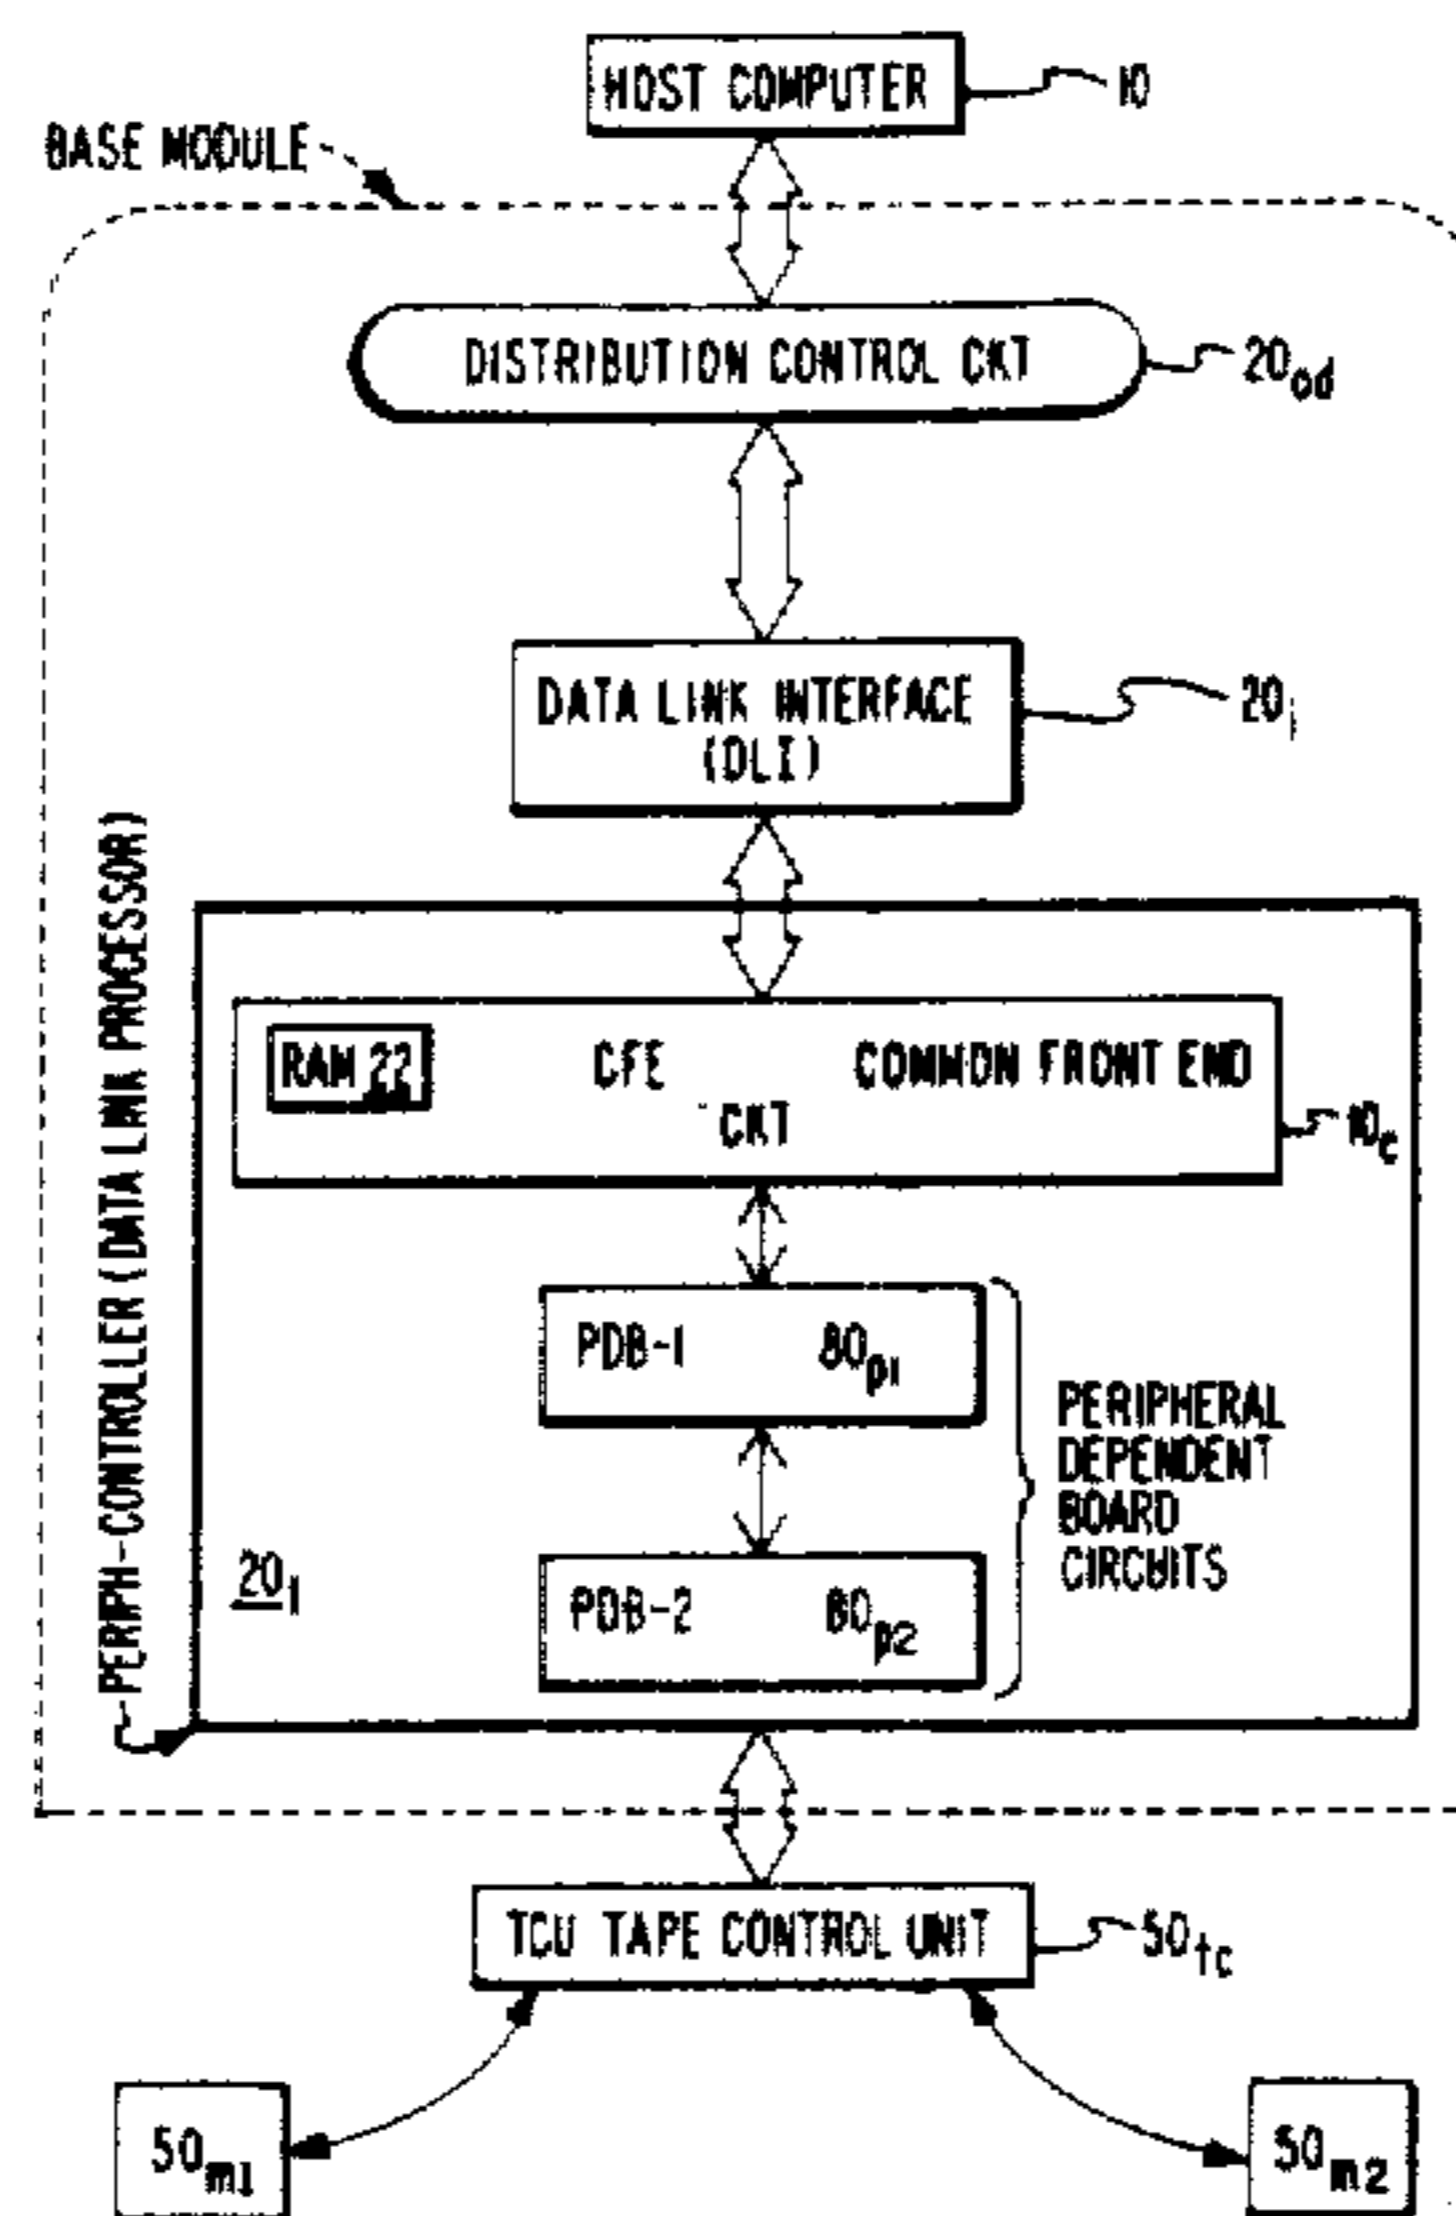 HOST COMPUTER
10
BASE MODULE
DISTRIBUTION CONTROL CKT
20od
DATA LINK INTERFACE
(DLI)
20i
PERIPH-CONTROLLER (DATA LINK PROCESSOR)
RAM 22
CFE
CKT
COMMON FRONT END
10c
PDB-1
80p1
PERIPHERAL
DEPENDENT
BOARD
CIRCUITS
PDB-2
80p2
201
TCU TAPE CONTROL UNIT
50tc
50m1
50m2